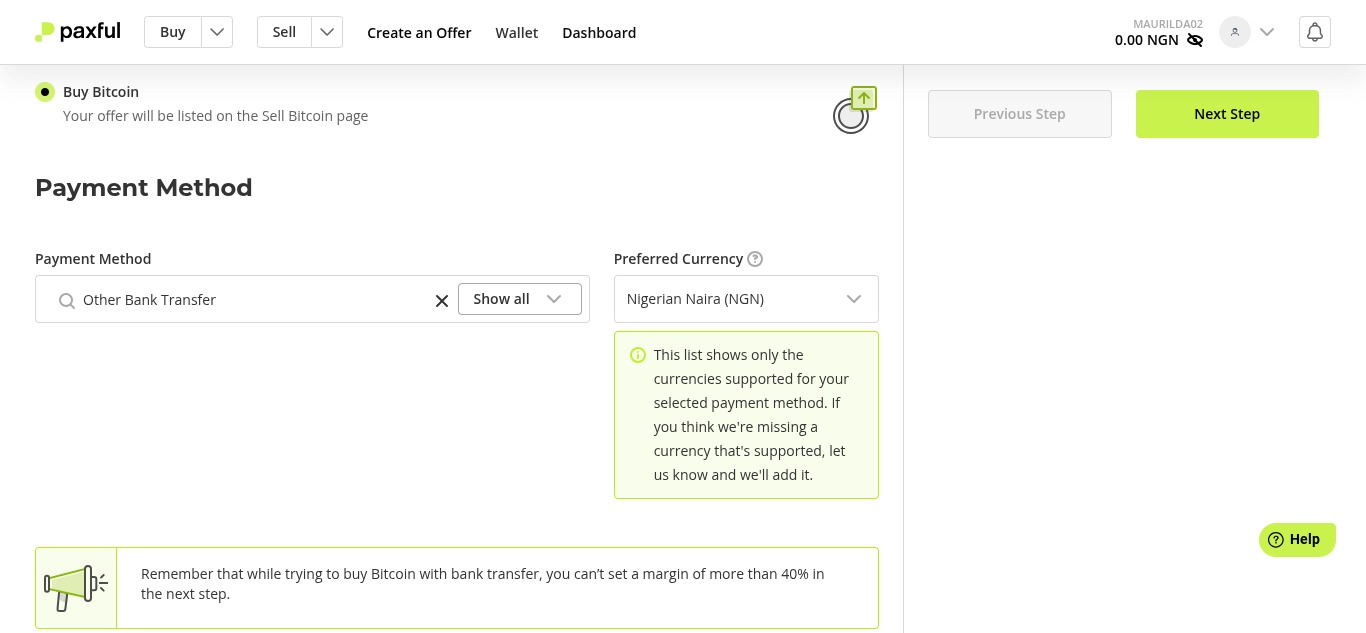 paxful
Buy
Sell
Create an Offer
Wallet
Dashboard
MAURILDA02
0.00 NGN
Buy Bitcoin
Your offer will be listed on the Sell Bitcoin page
Previous Step
Next Step
Payment Method
Payment Method
Other Bank Transfer
Show all
Preferred Currency ?
Nigerian Naira (NGN)
This list shows only the
currencies supported for your
selected payment method. If
you think we're missing a
currency that's supported, let
us know and we'll add it.
Remember that while trying to buy Bitcoin with bank transfer, you can’t set a margin of more than 40% in
the next step.
? Help